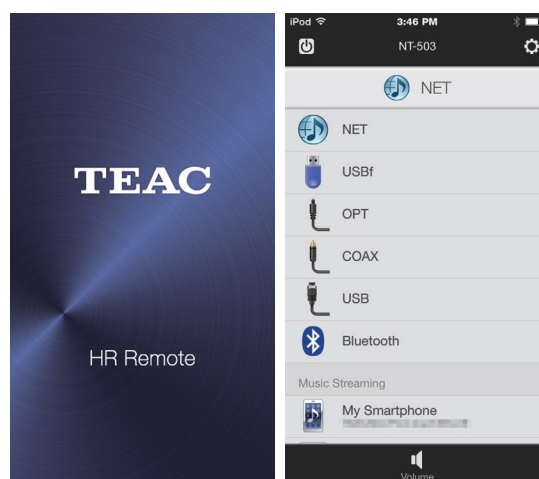 TEAC
HR Remote
iPod 3:46 PM
NT-503
NET
NET
USBf
OPT
COAX
USB
Bluetooth
Music Streaming
My Smartphone
Volume